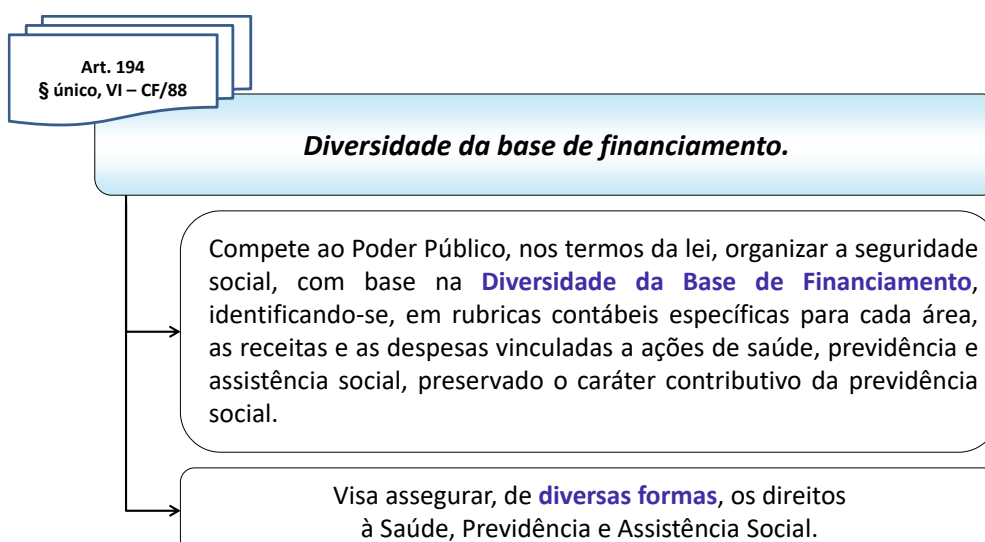 Art. 194
§ único, VI – CF/88
Diversidade da base de financiamento.
Compete ao Poder Público, nos termos da lei, organizar a seguridade
social, com base na Diversidade da Base de Financiamento,
identificando-se, em rubricas contábeis específicas para cada área,
as receitas e as despesas vinculadas a ações de saúde, previdência e
assistência social, preservado o caráter contributivo da previdência
social.
Visa assegurar, de diversas formas, os direitos
à Saúde, Previdência e Assistência Social.